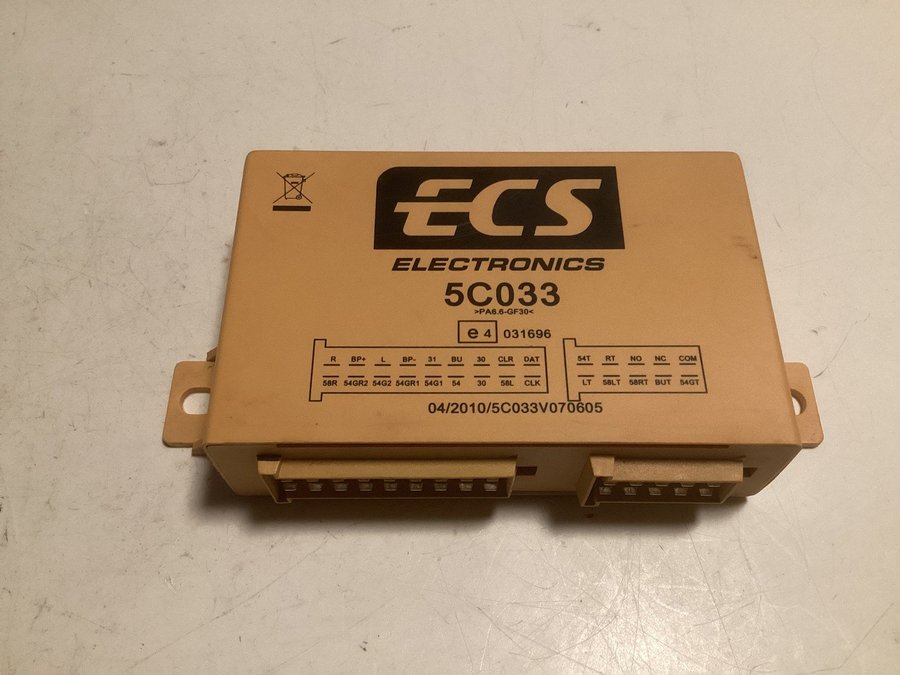 ECS
ELECTRONICS
5C033
>PA6.6-GF30<
e4 031696
R BP+ L BP- 31 BU 30 CLR DAT
58R 54GR2 54G2 54GR1 54G1 54 30 58L CLK
54T RT NO NC COM
LT 58LT 58RT BUT 54GT
04/2010/5C033V070605